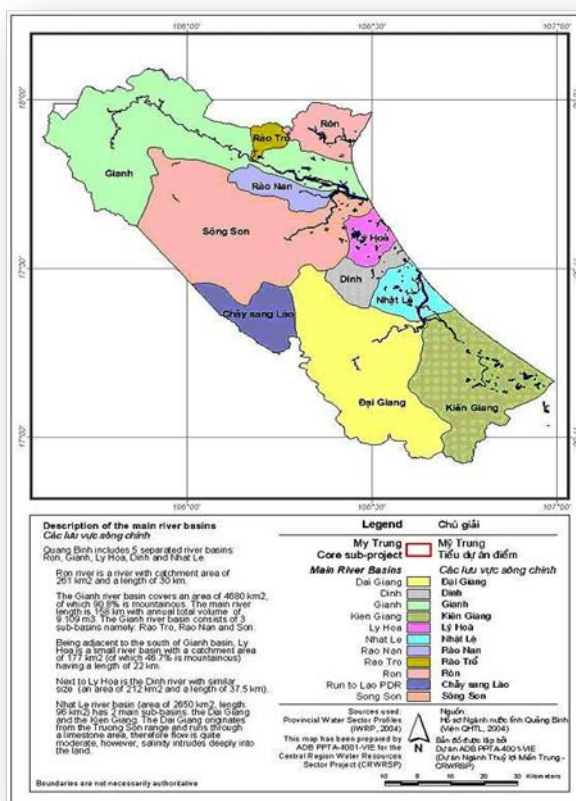 106°00'
106°30'
107°00'
18°00'
Ròn
Rào Trổ
Gianh
Rào Nan
Sông Son
Lý Hoà
17°30'
Dinh
Nhật Lệ
Chảy sang Lào
Đại Giang
Kiến Giang
17°00'
106°00'
106°30'
107°00'
Description of the main river basins
Các lưu vực sông chính
Quang Binh includes 5 separated river basins:
Ron, Gianh, Ly Hoa, Dinh and Nhat Le.
Ron river is a river with catchment area of
261 km2 and a length of 30 km.
The Gianh river basin covers an area of 4680 km2,
of which 90.8% is mountainous. The main river
length is 158 km with annual total volume of
9.109 m3. The Gianh river basin consists of 3
sub-basins namely: Rao Tro, Rao Nan and Son.
Being adjacent to the south of Gianh basin, Ly
Hoa is a small river basin with a catchment area
of 177 km2 (of which 46.7% is mountainous)
having a length of 22 km.
Next to Ly Hoa is the Dinh river with similar
size (an area of 212 km2 and a length of 37.5 km).
Nhat Le river basin (area of 2650 km2, length:
96 km2) has 2 main sub-basins: the Dai Giang
and the Kien Giang. The Dai Giang originates
from the Truong Son range and runs through
a limestone area, therefore flow is quite
moderate, however, salinity intrudes deeply into
the land.
Boundaries are not necessarily authoritative
Legend Chú giải
My Trung Mỹ Trung
Core sub-project Tiểu dự án điểm
Main River Basins Các lưu vực sông chính
Dai Giang Đại Giang
Dinh Dinh
Gianh Gianh
Kien Giang Kiến Giang
Ly Hoa Lý Hoà
Nhat Le Nhật Lệ
Rao Nan Rào Nan
Rao Tro Rào Trổ
Ron Ròn
Run to Lao PDR Chảy sang Lào
Song Son Sông Son
Sources used: Nguồn:
Provincial Water Sector Profiles Hồ sơ Ngành nước tỉnh Quảng Bình
(IWRP, 2004) (Viện QHTL, 2004)
This map has been prepared by Bản đồ được lập bởi
ADB PPTA-4001-VIE for the Dự án ADB PPTA-4001-VIE
Central Region Water Resources (Dự án Ngành Thuỷ lợi Miền Trung -
Sector Project (CRWRSP) CRWRSP)
N
10 0 10 20 30 Kilometers